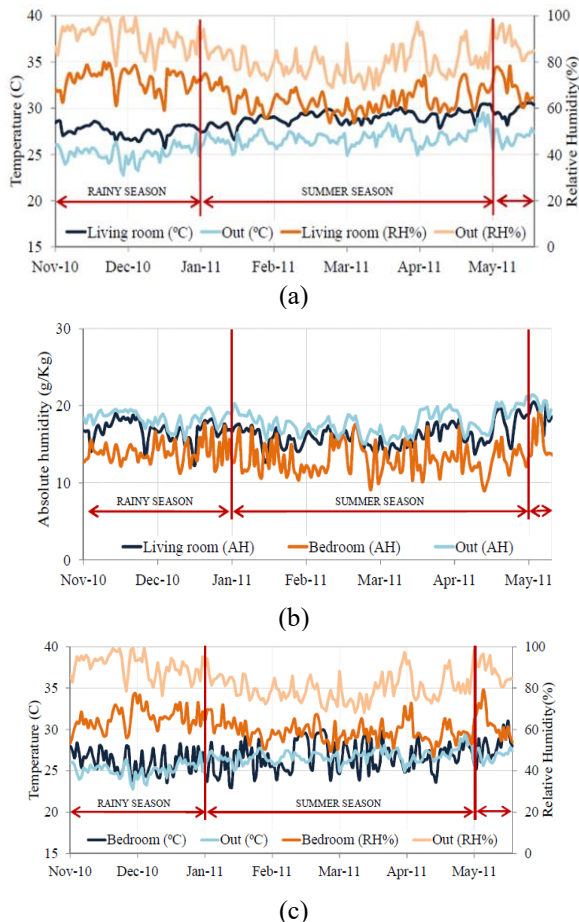 40
35
30
25
20
15
Temperature (C)
100
80
60
40
20
0
Relative Humidity(%)
RAINY SEASON
SUMMER SEASON
Living room (ºC) Out (ºC) Living room (RH%) Out (RH%)
Nov-10 Dec-10 Jan-11 Feb-11 Mar-11 Apr-11 May-11
(a)
30
20
10
0
Absolute humidity (g/Kg)
RAINY SEASON
SUMMER SEASON
Living room (AH) Bedroom (AH) Out (AH)
Nov-10 Dec-10 Jan-11 Feb-11 Mar-11 Apr-11 May-11
(b)
40
35
30
25
20
15
Temperature (C)
100
80
60
40
20
0
Relative Humidity(%)
RAINY SEASON
SUMMER SEASON
Bedroom (ºC) Out (ºC) Bedroom (RH%) Out (RH%)
Nov-10 Dec-10 Jan-11 Feb-11 Mar-11 Apr-11 May-11
(c)